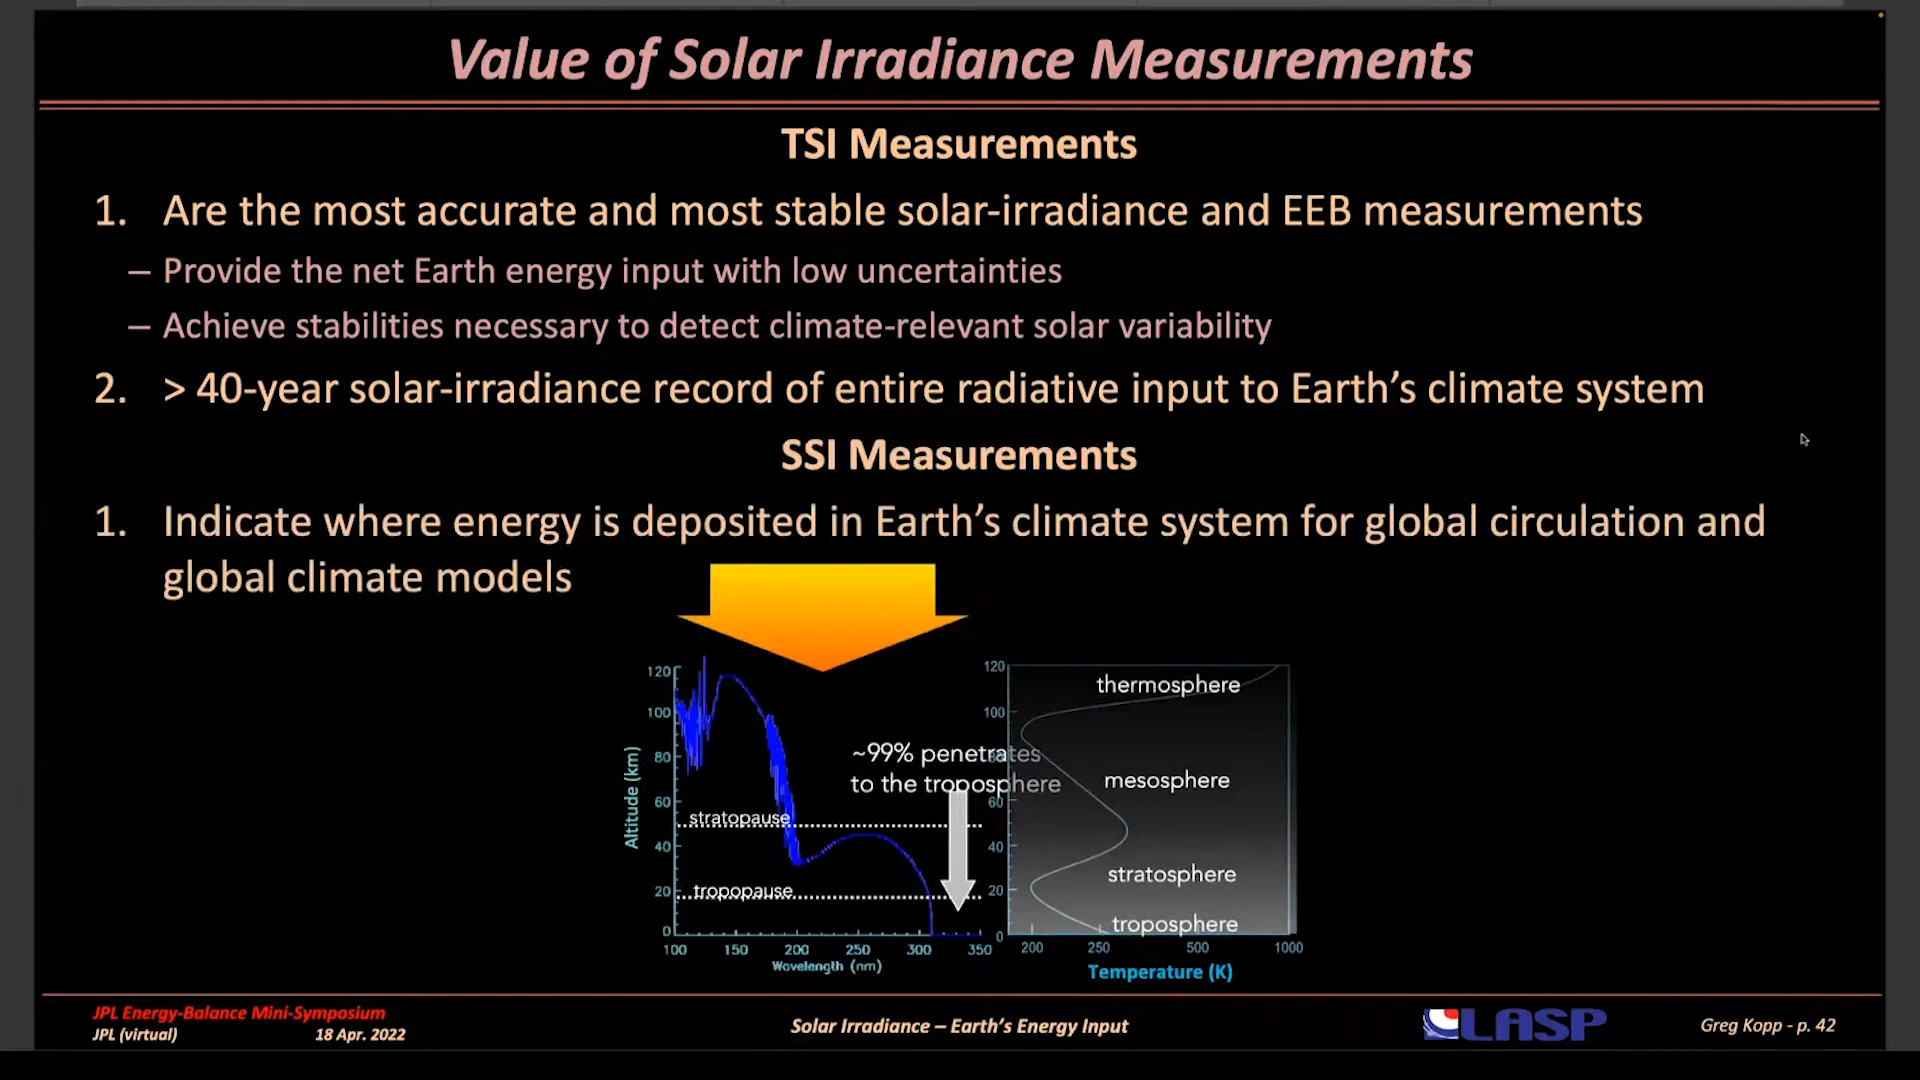 Value of Solar Irradiance Measurements
TSI Measurements
1. Are the most accurate and most stable solar-irradiance and EEB measurements
– Provide the net Earth energy input with low uncertainties
– Achieve stabilities necessary to detect climate-relevant solar variability
2. > 40-year solar-irradiance record of entire radiative input to Earth’s climate system
SSI Measurements
1. Indicate where energy is deposited in Earth’s climate system for global circulation and
global climate models
Altitude (km)
120
100
80
60
40
20
0
~99% penetrates
to the troposphere
stratopause
tropopause
100 150 200 250 300 350
Wavelength (nm)
120
100
80
60
40
20
0
thermosphere
mesosphere
stratosphere
troposphere
200 250 500 1000
Temperature (K)
JPL Energy-Balance Mini-Symposium
JPL (virtual) 18 Apr. 2022
Solar Irradiance – Earth’s Energy Input
LASP
Greg Kopp - p. 42